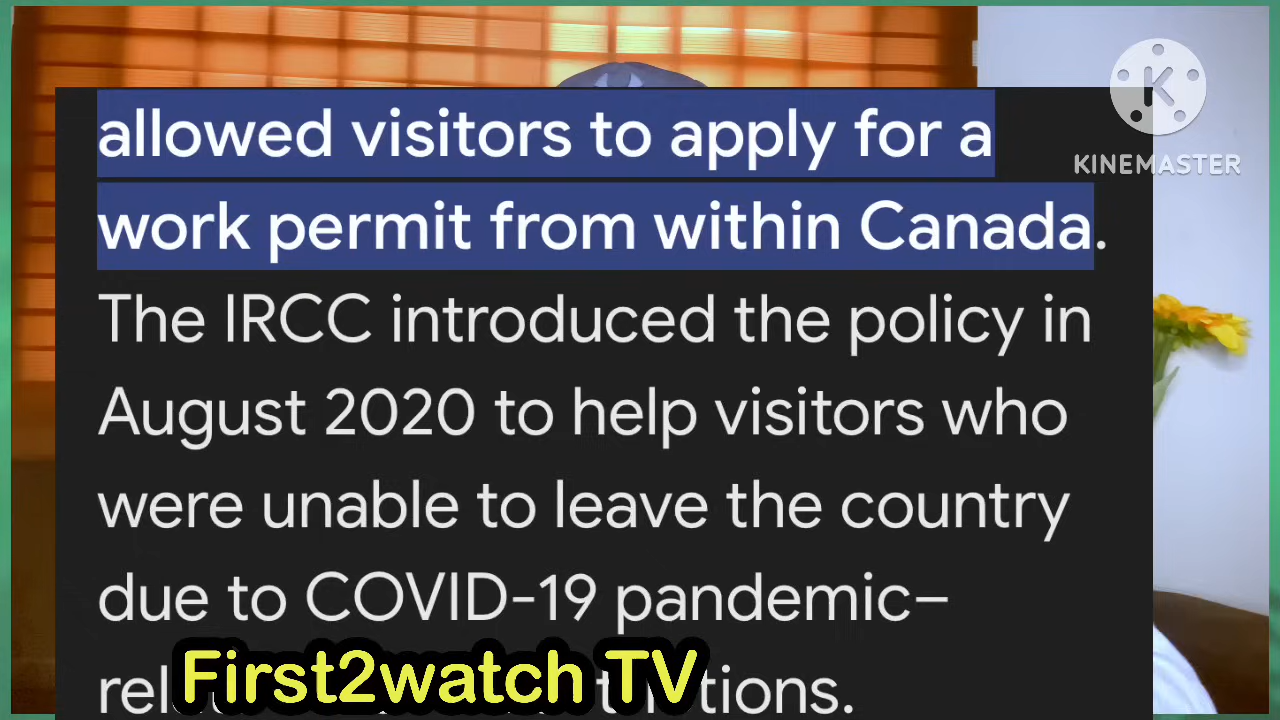 allowed visitors to apply for a
work permit from within Canada.
The IRCC introduced the policy in
August 2020 to help visitors who
were unable to leave the country
due to COVID-19 pandemic–
First2watch TV
KINEMASTER